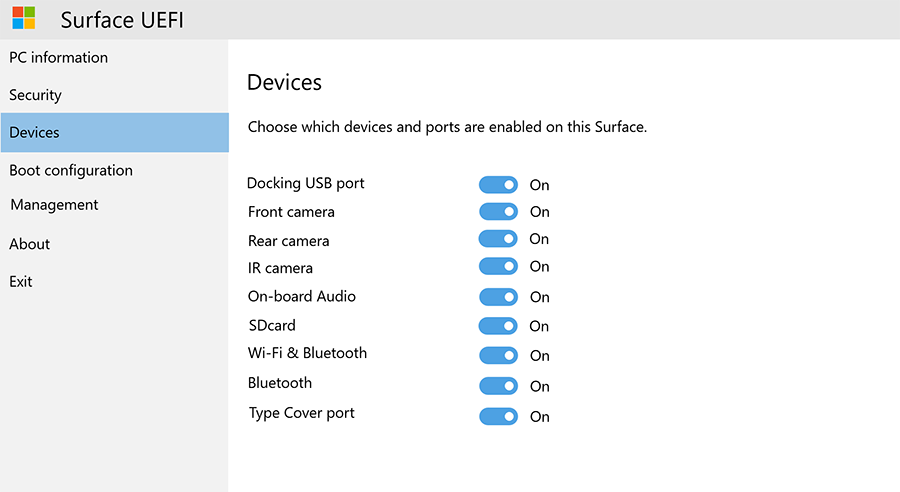 Surface UEFI
PC information
Security
Devices
Boot configuration
Management
About
Exit
Devices
Choose which devices and ports are enabled on this Surface.
Docking USB port On
Front camera On
Rear camera On
IR camera On
On-board Audio On
SDcard On
Wi-Fi & Bluetooth On
Bluetooth On
Type Cover port On